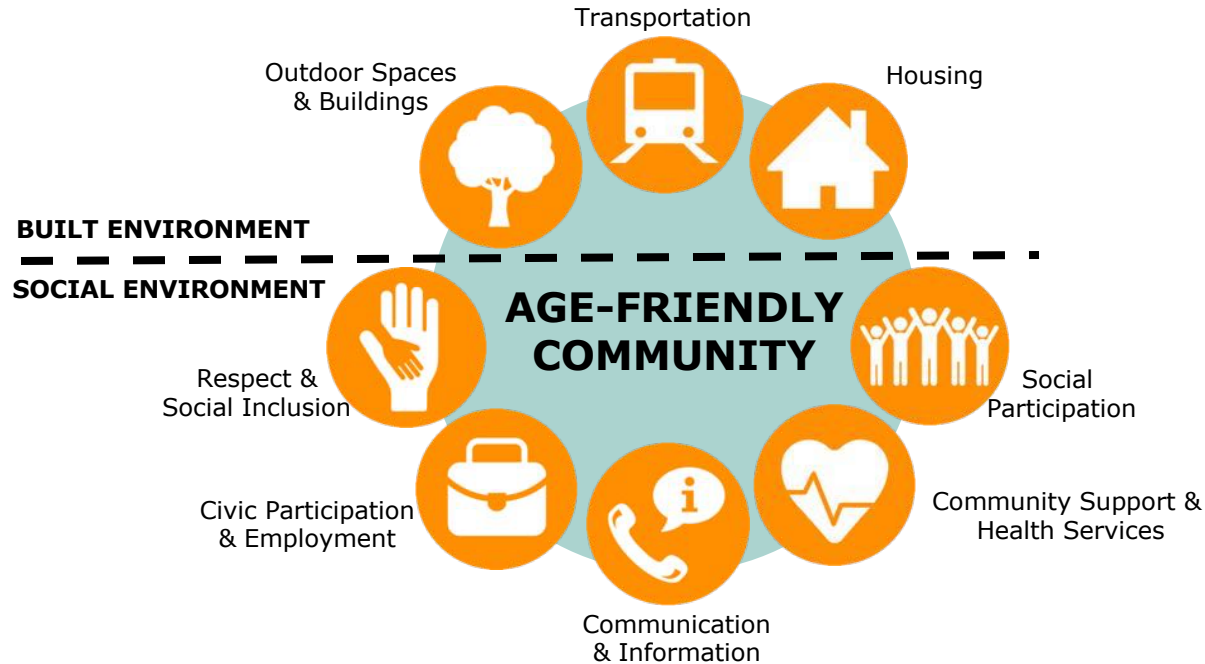 Transportation
Outdoor Spaces
& Buildings
Housing
BUILT ENVIRONMENT
SOCIAL ENVIRONMENT
AGE-FRIENDLY
COMMUNITY
Respect &
Social Inclusion
Social
Participation
Civic Participation
& Employment
Community Support &
Health Services
i
Communication
& Information